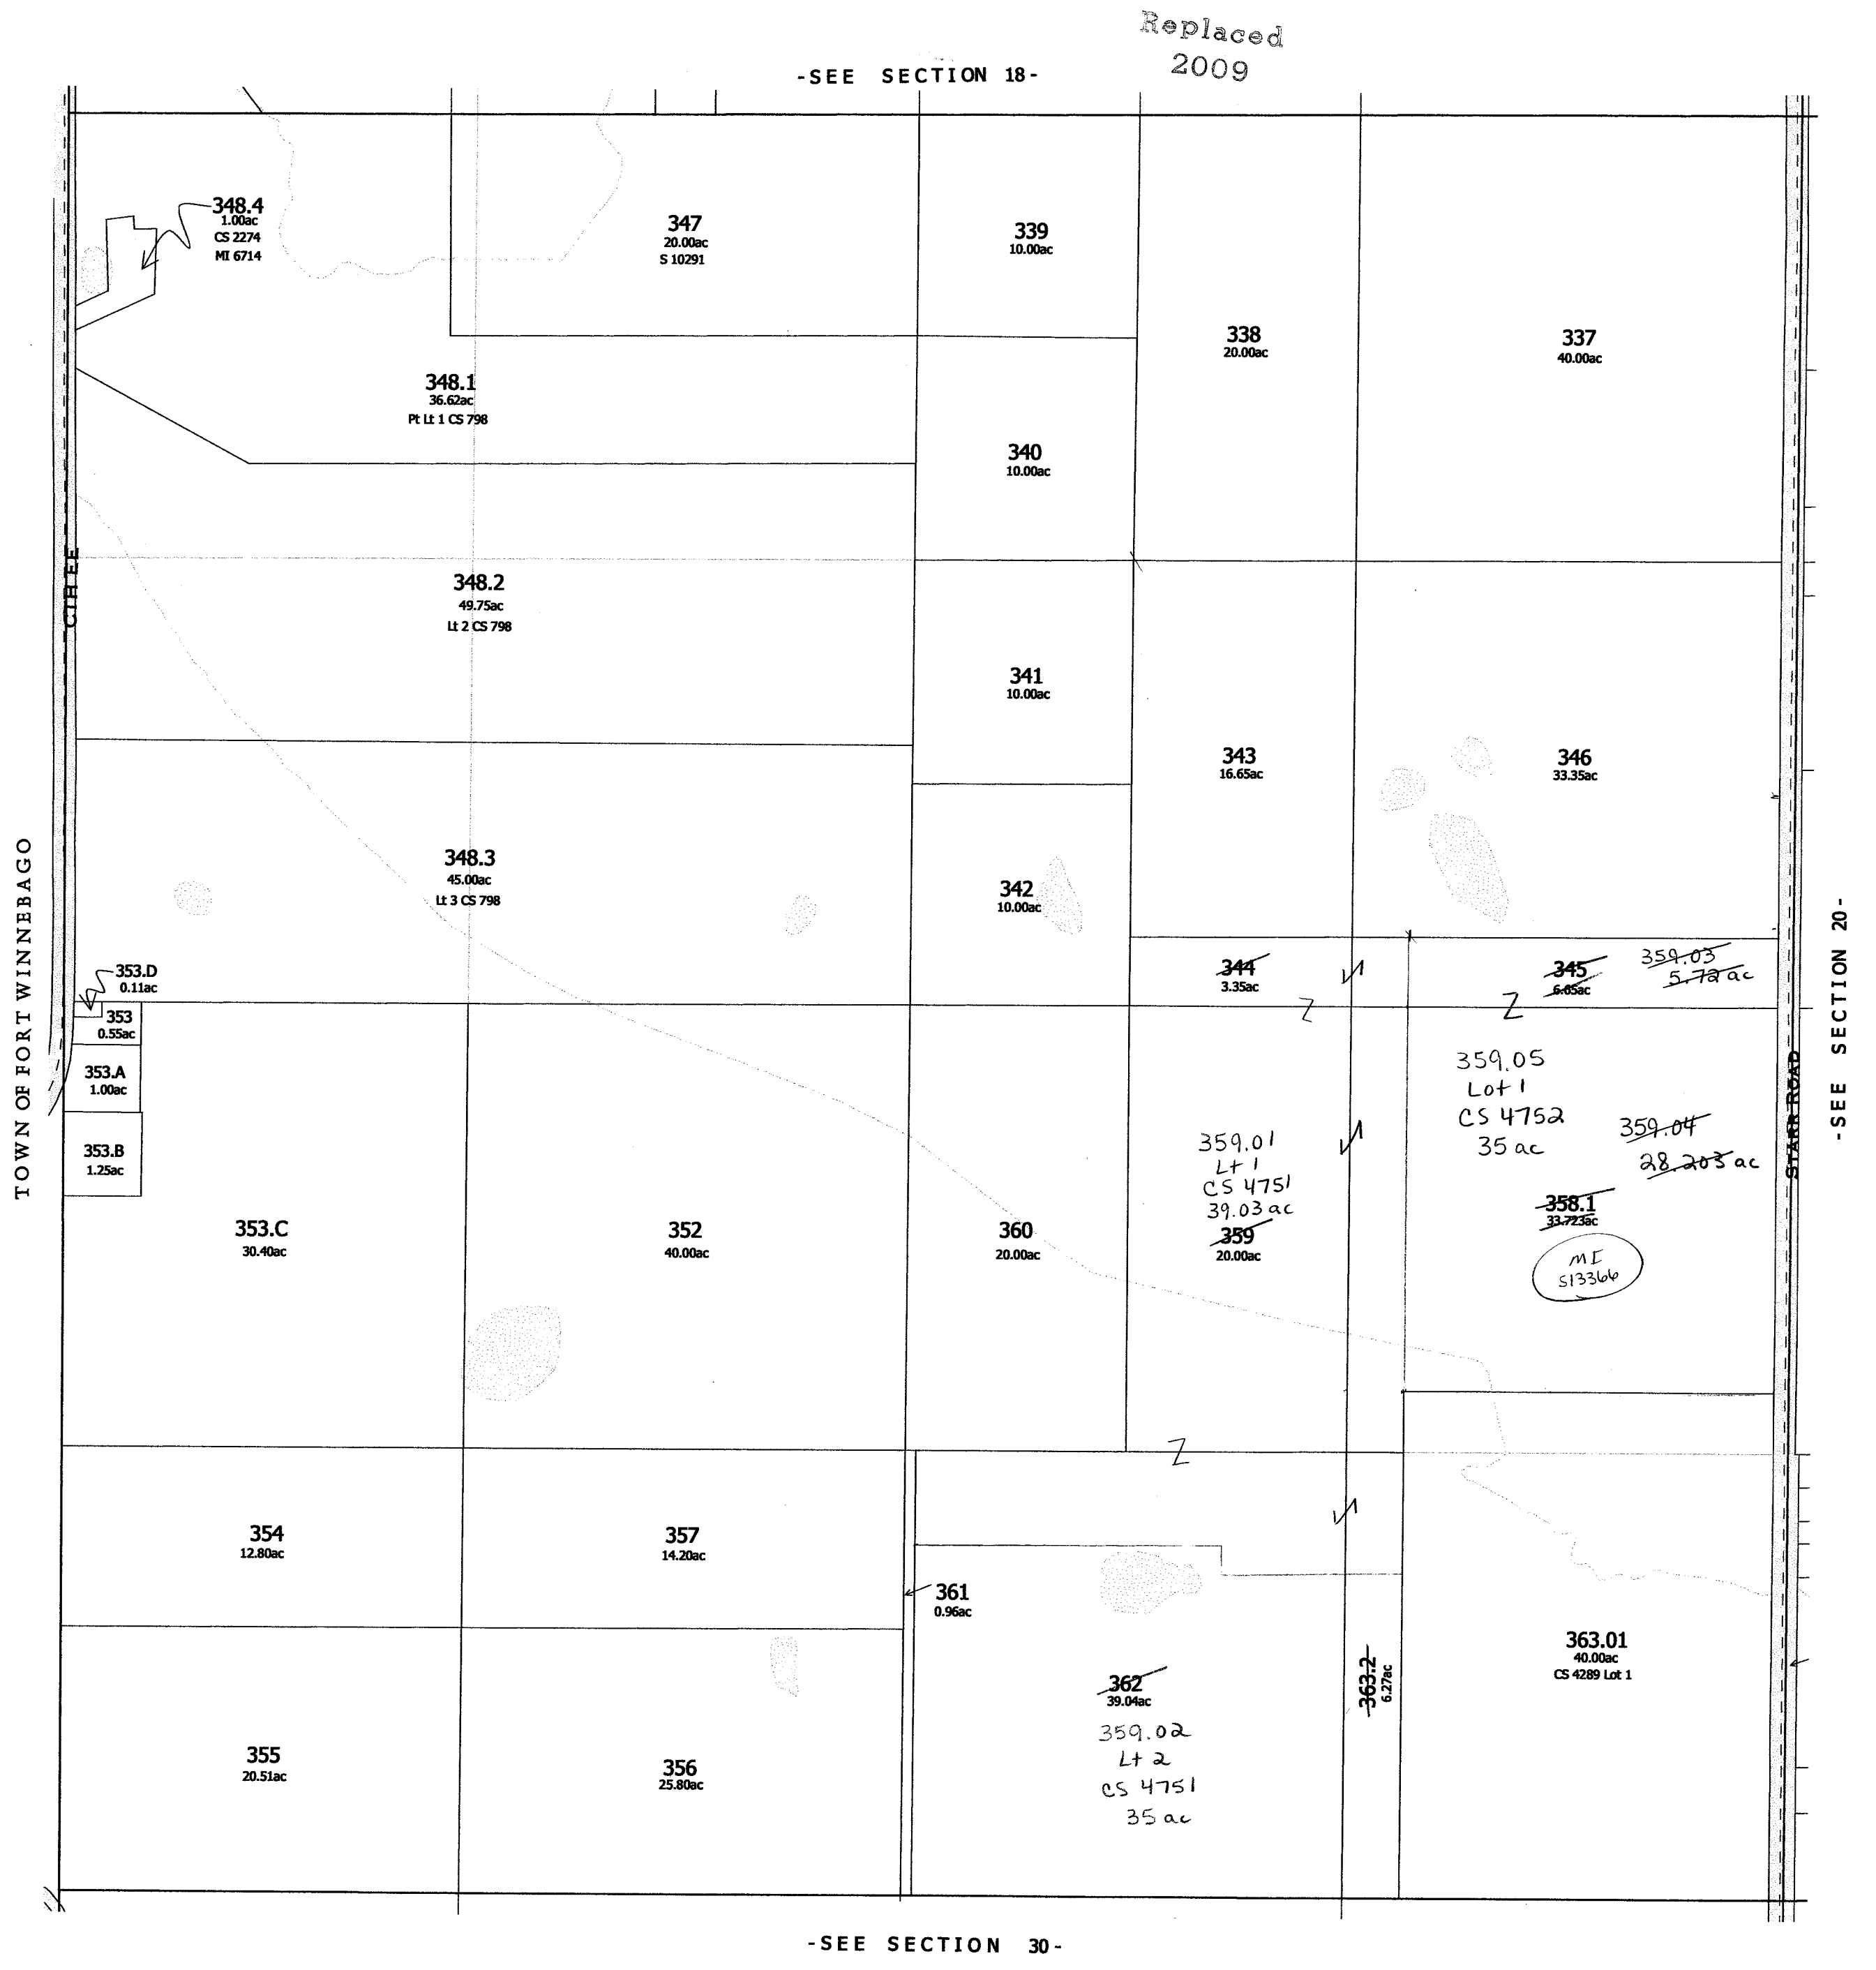 Replaced
2009
-SEE SECTION 18-
348.4
1.00ac
CS 2274
MI 6714
347
20.00ac
S 10291
339
10.00ac
338
20.00ac
337
40.00ac
348.1
36.62ac
Pt Lt 1 CS 798
340
10.00ac
348.2
49.75ac
Lt 2 CS 798
341
10.00ac
343
16.65ac
346
33.35ac
348.3
45.00ac
Lt 3 CS 798
342
10.00ac
TOWN OF FORT WINNEBAGO
-SEE SECTION 20-
STARR ROAD
344
3.35ac
345
6.65ac
359.03
5.72 ac
353.D
0.11ac
353
0.55ac
353.A
1.00ac
353.B
1.25ac
359.05
Lot 1
CS 4752
35 ac
359.04
28.203 ac
358.1
33.723ac
MI
S13366
359.01
Lt 1
CS 4751
39.03 ac
359
20.00ac
353.C
30.40ac
352
40.00ac
360
20.00ac
354
12.80ac
357
14.20ac
361
0.96ac
363.01
40.00ac
CS 4289 Lot 1
362
39.04ac
363.2
6.27ac
359.02
Lt 2
CS 4751
35 ac
355
20.51ac
356
25.80ac
-SEE SECTION 30-